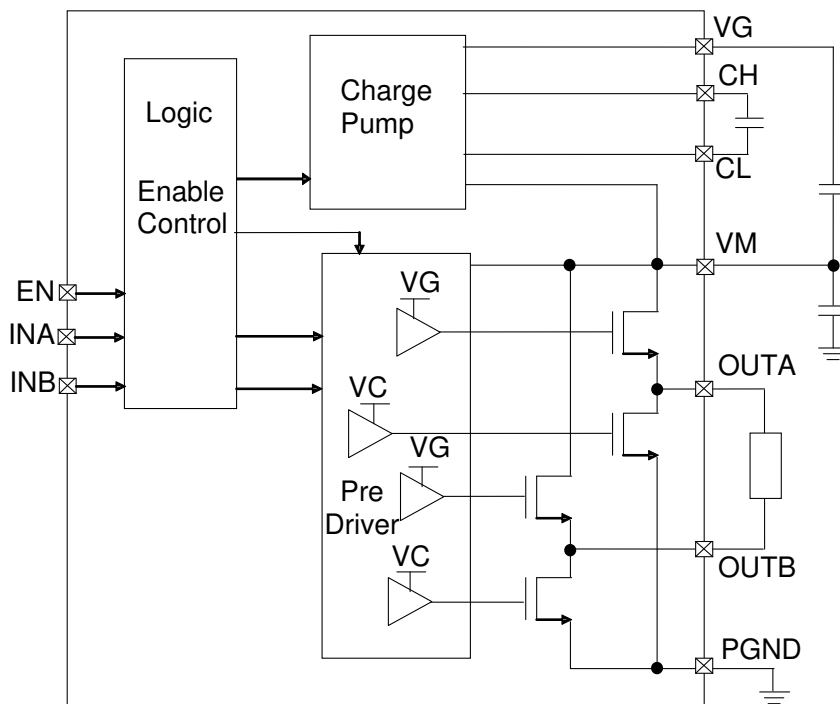 VG
CH
Charge
Pump
Logic
CL
Enable
Control
VM
EN
VG
INA
OUTA
INB
VC
VG
Pre
Driver
VC
OUTB
PGND